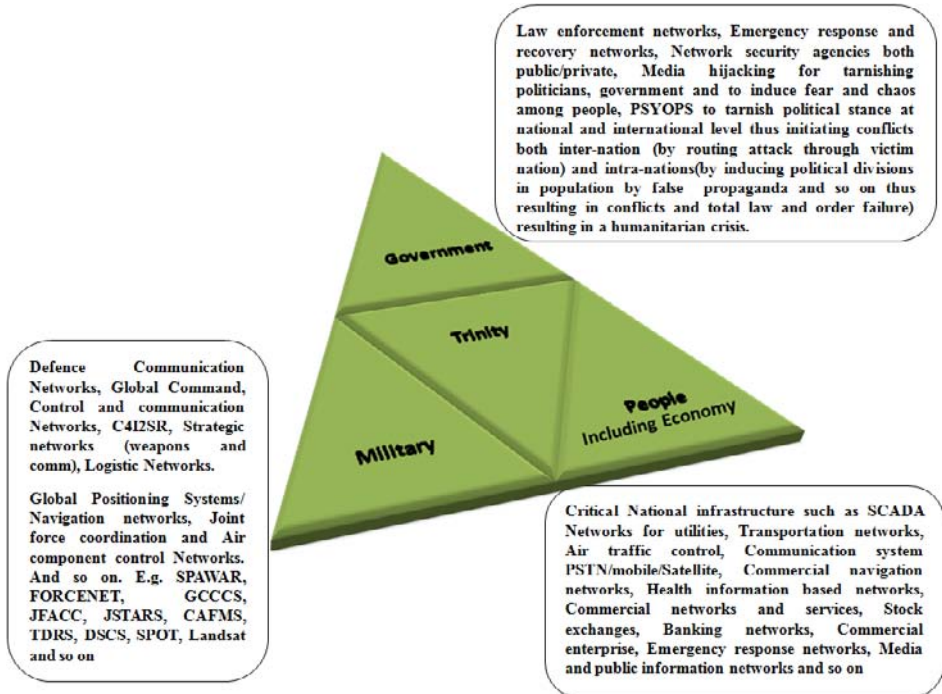 Law enforcement networks, Emergency response and
recovery networks, Network security agencies both
public/private, Media hijacking for tarnishing
politicians, government and to induce fear and chaos
among people, PSYOPS to tarnish political stance at
national and international level thus initiating conflicts
both inter-nation (by routing attack through victim
nation) and intra-nations(by inducing political divisions
in population by false propaganda and so on thus
resulting in conflicts and total law and order failure)
resulting in a humanitarian crisis.
Government
Trinity
Military
People
Including Economy
Defence Communication
Networks, Global Command,
Control and communication
Networks, C4I2SR, Strategic
networks (weapons and
comm), Logistic Networks.
Global Positioning Systems/
Navigation networks, Joint
force coordination and Air
component control Networks.
And so on. E.g. SPAWAR,
FORCENET, GCCCS,
JFACC, JSTARS, CAFMS,
TDRS, DSCS, SPOT, Landsat
and so on
Critical National infrastructure such as SCADA
Networks for utilities, Transportation networks,
Air traffic control, Communication system
PSTN/mobile/Satellite, Commercial navigation
networks, Health information based networks,
Commercial networks and services, Stock
exchanges, Banking networks, Commercial
enterprise, Emergency response networks, Media
and public information networks and so on